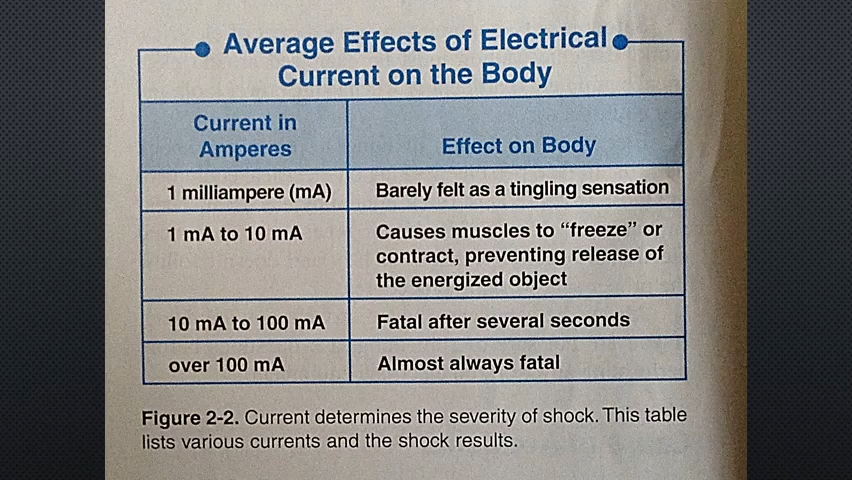 Average Effects of Electrical
Current on the Body
Current in
Amperes
Effect on Body
1 milliampere (mA)
Barely felt as a tingling sensation
1 mA to 10 mA
Causes muscles to “freeze” or
contract, preventing release of
the energized object
10 mA to 100 mA
Fatal after several seconds
over 100 mA
Almost always fatal
Figure 2-2. Current determines the severity of shock. This table
lists various currents and the shock results.